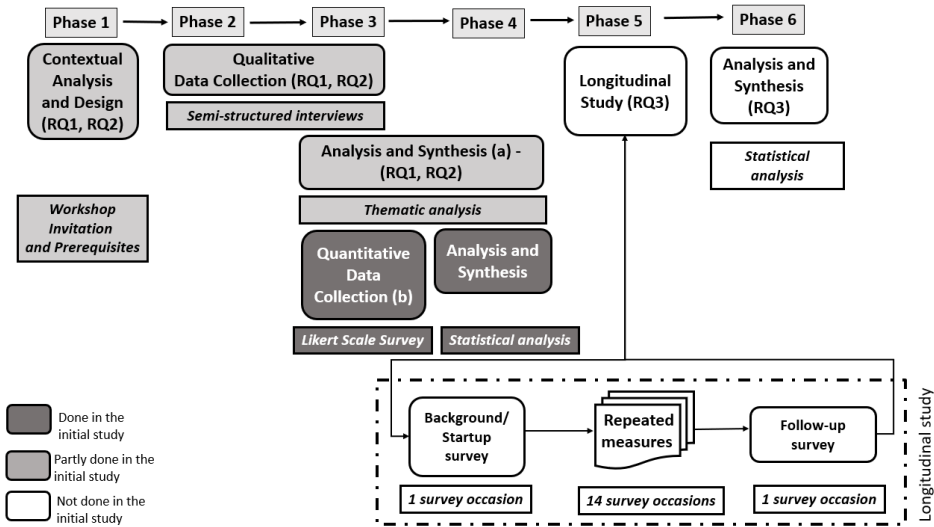 Phase 1
Phase 2
Phase 3
Phase 4
Phase 5
Phase 6
Contextual
Analysis
and Design
(RQ1, RQ2)
Qualitative
Data Collection (RQ1, RQ2)
Semi-structured interviews
Longitudinal
Study (RQ3)
Analysis and
Synthesis
(RQ3)
Analysis and Synthesis (a) -
(RQ1, RQ2)
Statistical
analysis
Workshop
Invitation
and Prerequisites
Thematic analysis
Quantitative
Data
Collection (b)
Analysis and
Synthesis
Likert Scale Survey
Statistical analysis
Done in the
initial study
Partly done in the
initial study
Not done in the
initial study
Background/
Startup
survey
Repeated
measures
Follow-up
survey
1 survey occasion
14 survey occasions
1 survey occasion
Longitudinal study